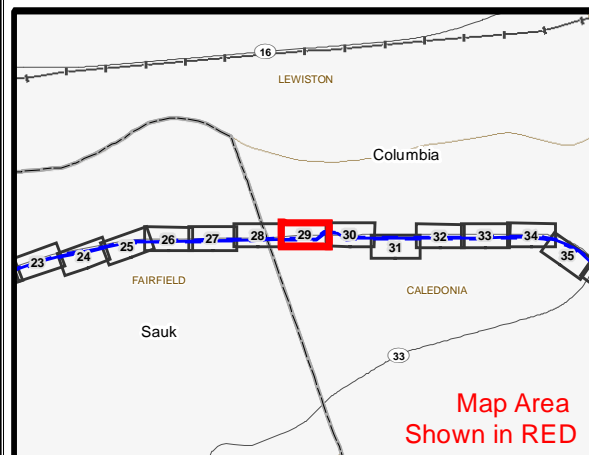 16
LEWISTON
Columbia
23
24
25
26
27
28
29
30
31
32
33
34
35
FAIRFIELD
CALEDONIA
Sauk
33
Map Area
Shown in RED